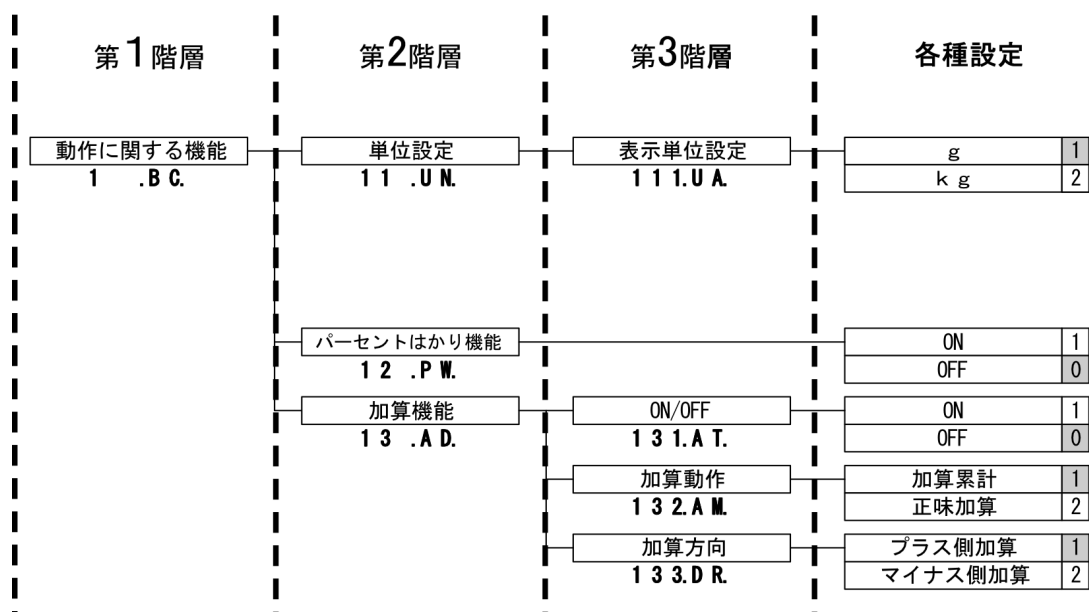 第1階層 第2階層 第3階層 各種設定
動作に関する機能 単位設定 表示単位設定 g 1
1 .BC. 11 .UN. 111.UA. kg 2
パーセントはかり機能 ON 1
12 .PW. OFF 0
加算機能 ON/OFF ON 1
13 .AD. 131.AT. OFF 0
加算動作 加算累計 1
132.AM. 正味加算 2
加算方向 プラス側加算 1
133.DR. マイナス側加算 2